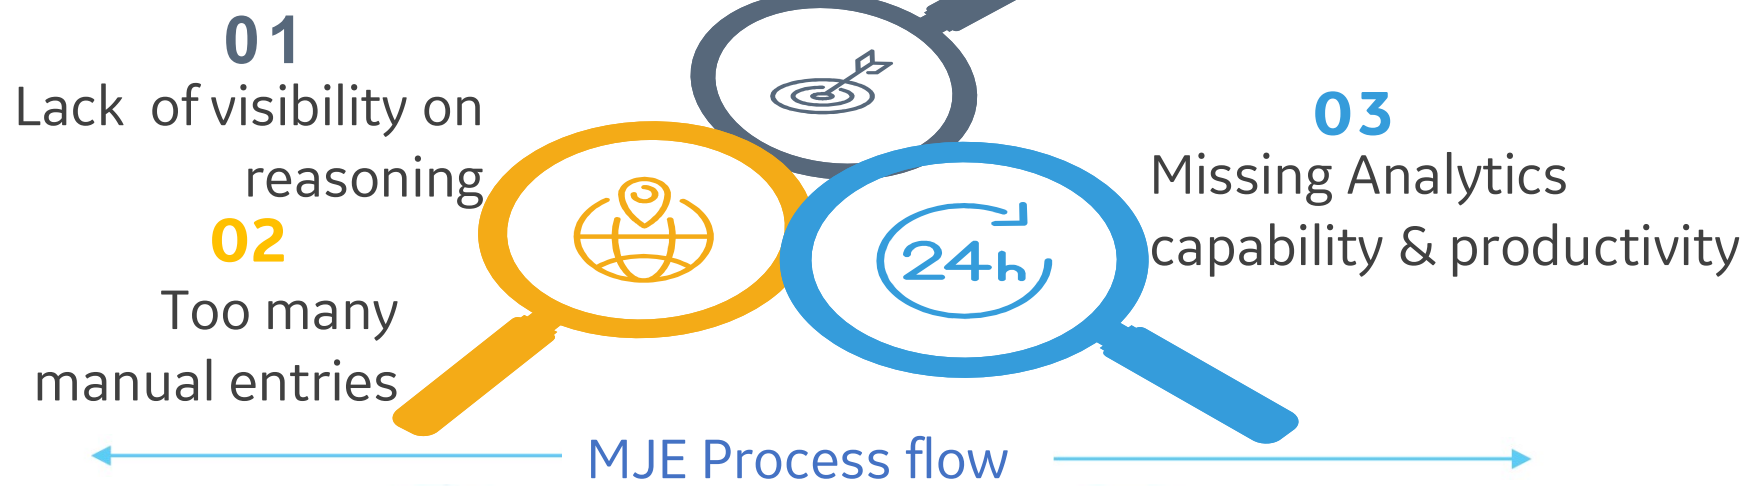 01
Lack  of visibility on
reasoning
02
Too many
manual entries
24h
03
Missing Analytics
capability & productivity
MJE Process flow